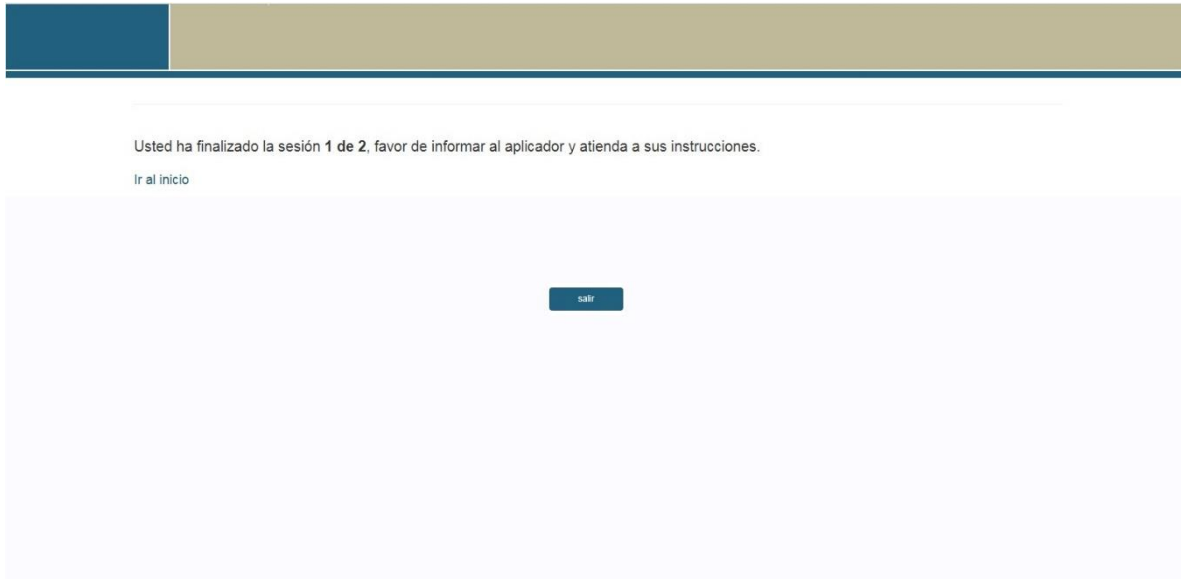 Usted ha finalizado la sesión 1 de 2, favor de informar al aplicador y atienda a sus instrucciones.
Ir al inicio
salir